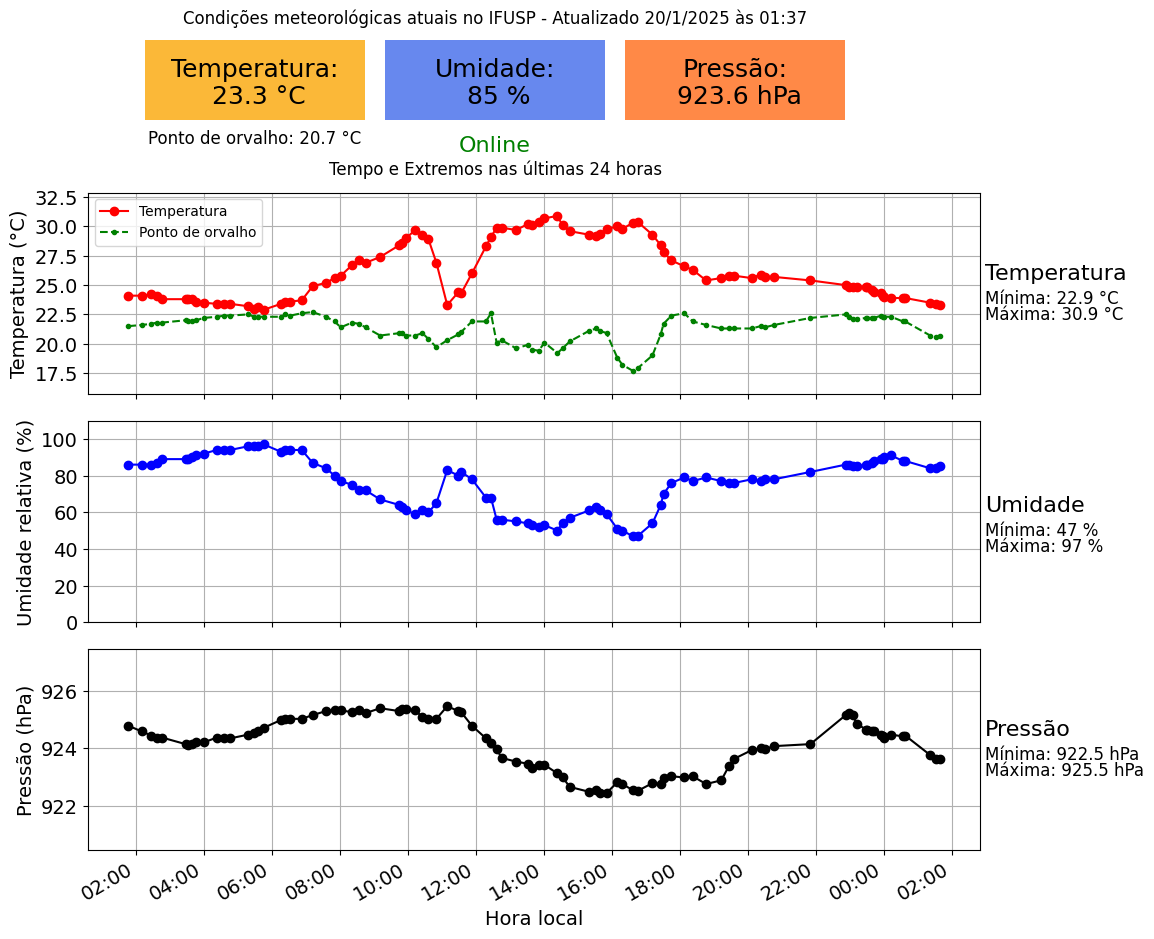 Condições meteorológicas atuais no IFUSP - Atualizado 20/1/2025 às 01:37
Temperatura:
23.3 °C
Umidade:
85 %
Pressão:
923.6 hPa
Ponto de orvalho: 20.7 °C
Online
Tempo e Extremos nas últimas 24 horas
Temperatura (°C)
32.5
30.0
27.5
25.0
22.5
20.0
17.5
Temperatura
Ponto de orvalho
Temperatura
Mínima: 22.9 °C
Máxima: 30.9 °C
Umidade relativa (%)
100
80
60
40
20
0
Umidade
Mínima: 47 %
Máxima: 97 %
Pressão (hPa)
926
924
922
Pressão
Mínima: 922.5 hPa
Máxima: 925.5 hPa
02:00 04:00 06:00 08:00 10:00 12:00 14:00 16:00 18:00 20:00 22:00 00:00 02:00
Hora local